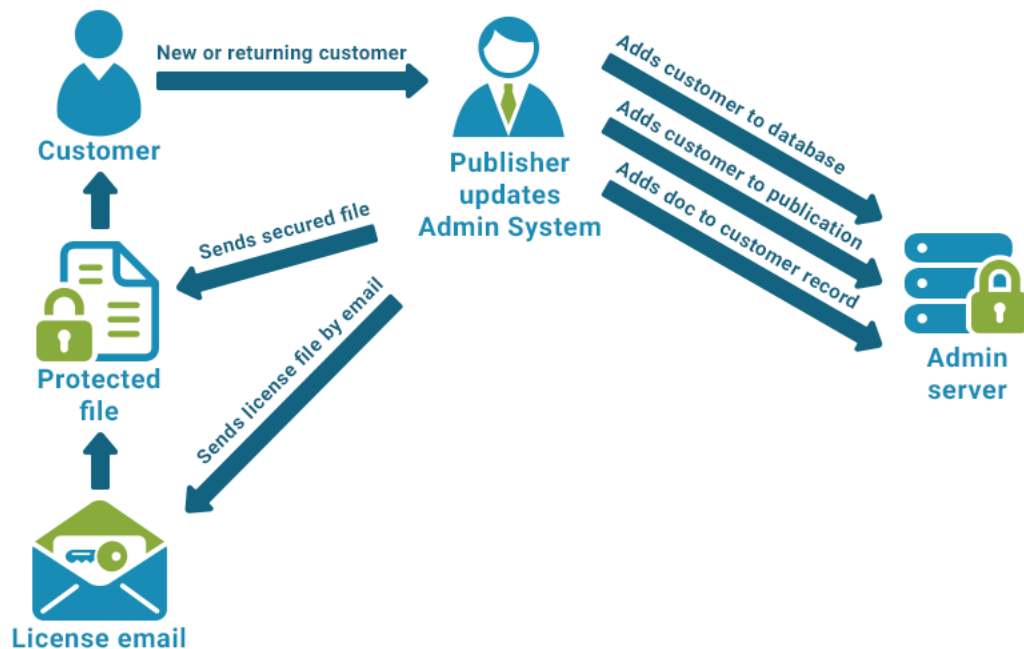 New or returning customer
Customer
Publisher
updates
Admin System
Adds customer to database
Adds customer to publication
Adds doc to customer record
Admin
server
Sends secured file
Protected
file
Sends license file by email
License email